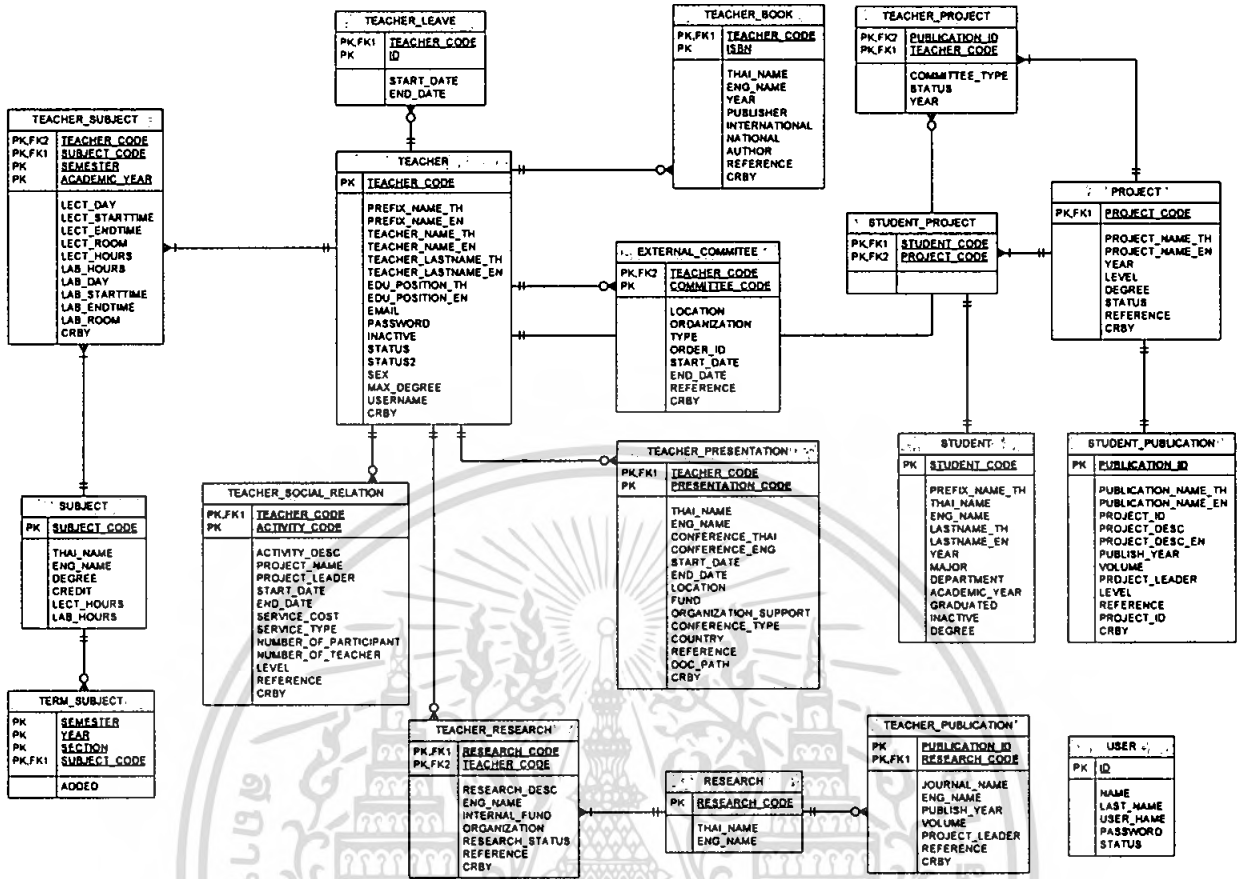 TEACHER_LEAVE
PK,FK1 TEACHER_CODE
PK ID
START_DATE
END_DATE
TEACHER_BOOK
PK,FK1 TEACHER_CODE
PK ISBN
THAI_NAME
ENG_NAME
YEAR
PUBLISHER
INTERNATIONAL
NATIONAL
AUTHOR
REFERENCE
CRBY
TEACHER_PROJECT
PK,FK2 PUBLICATION_ID
PK,FK1 TEACHER_CODE
COMMITTEE_TYPE
STATUS
YEAR
TEACHER_SUBJECT
PK,FK2 TEACHER_CODE
PK,FK1 SUBJECT_CODE
PK SEMESTER
PK ACADEMIC_YEAR
LECT_DAY
LECT_STARTTIME
LECT_ENDTIME
LECT_ROOM
LECT_HOURS
LAB_HOURS
LAB_DAY
LAB_STARTTIME
LAB_ENDTIME
LAB_ROOM
CRBY
TEACHER
PK TEACHER_CODE
PREFIX_NAME_TH
PREFIX_NAME_EN
TEACHER_NAME_TH
TEACHER_NAME_EN
TEACHER_LASTNAME_TH
TEACHER_LASTNAME_EN
EDU_POSITION_TH
EDU_POSITION_EN
EMAIL
PASSWORD
INACTIVE
STATUS
STATUS2
SEX
MAX_DEGREE
USERNAME
CRBY
EXTERNAL_COMMITEE
PK,FK2 TEACHER_CODE
PK COMMITTEE_CODE
LOCATION
ORGANIZATION
TYPE
ORDER_ID
START_DATE
END_DATE
REFERENCE
CRBY
STUDENT_PROJECT
PK,FK1 STUDENT_CODE
PK,FK2 PROJECT_CODE
PROJECT
PK,FK1 PROJECT_CODE
PROJECT_NAME_TH
PROJECT_NAME_EN
YEAR
LEVEL
DEGREE
STATUS
REFERENCE
CRBY
SUBJECT
PK SUBJECT_CODE
THAI_NAME
ENG_NAME
DEGREE
CREDIT
LECT_HOURS
LAB_HOURS
TEACHER_SOCIAL_RELATION
PK,FK1 TEACHER_CODE
PK ACTIVITY_CODE
ACTIVITY_DESC
PROJECT_NAME
PROJECT_LEADER
START_DATE
END_DATE
SERVICE_COST
SERVICE_TYPE
NUMBER_OF_PARTICIPANT
NUMBER_OF_TEACHER
LEVEL
REFERENCE
CRBY
TEACHER_PRESENTATION
PK,FK1 TEACHER_CODE
PK PRESENTATION_CODE
THAI_NAME
ENG_NAME
CONFERENCE_THAI
CONFERENCE_ENG
START_DATE
END_DATE
LOCATION
FUND
ORGANIZATION_SUPPORT
CONFERENCE_TYPE
COUNTRY
REFERENCE
DOC_PATH
CRBY
STUDENT
PK STUDENT_CODE
PREFIX_NAME_TH
THAI_NAME
ENG_NAME
LASTNAME_TH
LASTNAME_EN
YEAR
MAJOR
DEPARTMENT
ACADEMIC_YEAR
GRADUATED
INACTIVE
DEGREE
STUDENT_PUBLICATION
PK PUBLICATION_ID
PUBLICATION_NAME_TH
PUBLICATION_NAME_EN
PROJECT_ID
PROJECT_DESC
PROJECT_DESC_EN
PUBLISH_YEAR
VOLUME
PROJECT_LEADER
LEVEL
REFERENCE
PROJECT_ID
CRBY
TERM_SUBJECT
PK SEMESTER
PK YEAR
PK SECTION
PK,FK1 SUBJECT_CODE
ADDED
TEACHER_RESEARCH
PK,FK1 RESEARCH_CODE
PK,FK2 TEACHER_CODE
RESEARCH_DESC
ENG_NAME
INTERNAL_FUND
ORGANIZATION
RESEARCH_STATUS
REFERENCE
CRBY
RESEARCH
PK RESEARCH_CODE
THAI_NAME
ENG_NAME
TEACHER_PUBLICATION
PK PUBLICATION_ID
PK,FK1 RESEARCH_CODE
JOURNAL_NAME
ENG_NAME
PUBLISH_YEAR
VOLUME
PROJECT_LEADER
REFERENCE
CRBY
USER
PK ID
NAME
LAST_NAME
USER_NAME
PASSWORD
STATUS